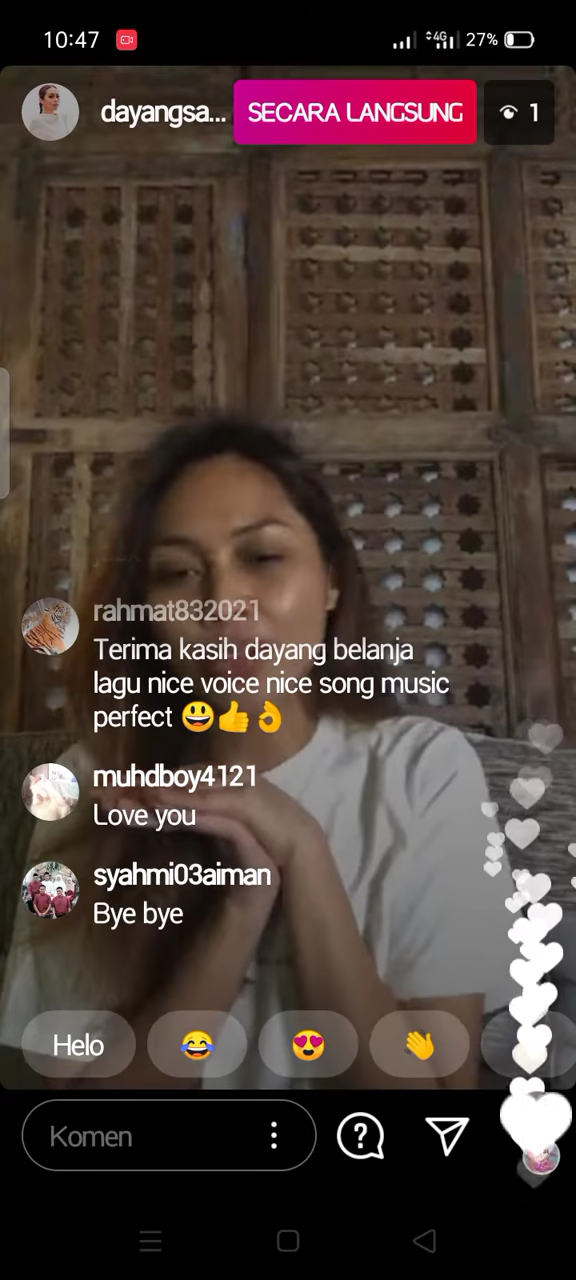 10:47
4G 27%
dayangsa... SECARA LANGSUNG 1
rahmat832021
Terima kasih dayang belanja
lagu nice voice nice song music
perfect 😃👍👌
muhdboy4121
Love you
syahmi03aiman
Bye bye
Helo 😂 😍 👋
Komen